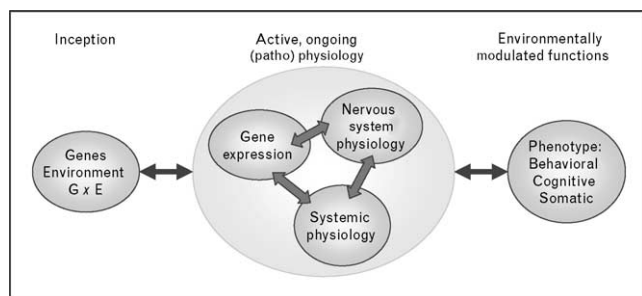 Inception
Active, ongoing
(patho) physiology
Environmentally
modulated functions
Genes
Environment
G x E
Gene
expression
Nervous
system
physiology
Systemic
physiology
Phenotype:
Behavioral
Cognitive
Somatic